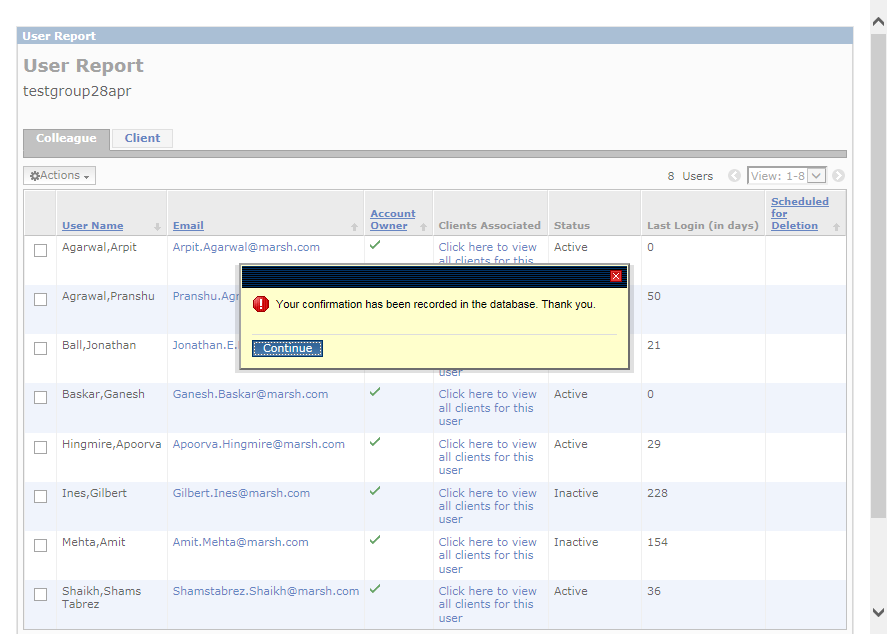 User Report
User Report
testgroup28apr
Colleague
Client
Actions
8 Users
View: 1-8
User Name
Email
Account Owner
Clients Associated
Status
Last Login (in days)
Scheduled for Deletion
Agarwal,Arpit
Arpit.Agarwal@marsh.com
Click here to view
all clients for this
Active
0
Agrawal,Pranshu
50
Ball,Jonathan
21
user
Your confirmation has been recorded in the database. Thank you.
Continue
Baskar,Ganesh
Ganesh.Baskar@marsh.com
Click here to view
all clients for this
user
Active
0
Hingmire,Apoorva
Apoorva.Hingmire@marsh.com
Click here to view
all clients for this
user
Active
29
Ines,Gilbert
Gilbert.Ines@marsh.com
Click here to view
all clients for this
user
Inactive
228
Mehta,Amit
Amit.Mehta@marsh.com
Click here to view
all clients for this
user
Inactive
154
Shaikh,Shams
Tabrez
Shamstabrez.Shaikh@marsh.com
Click here to view
all clients for this
user
Active
36